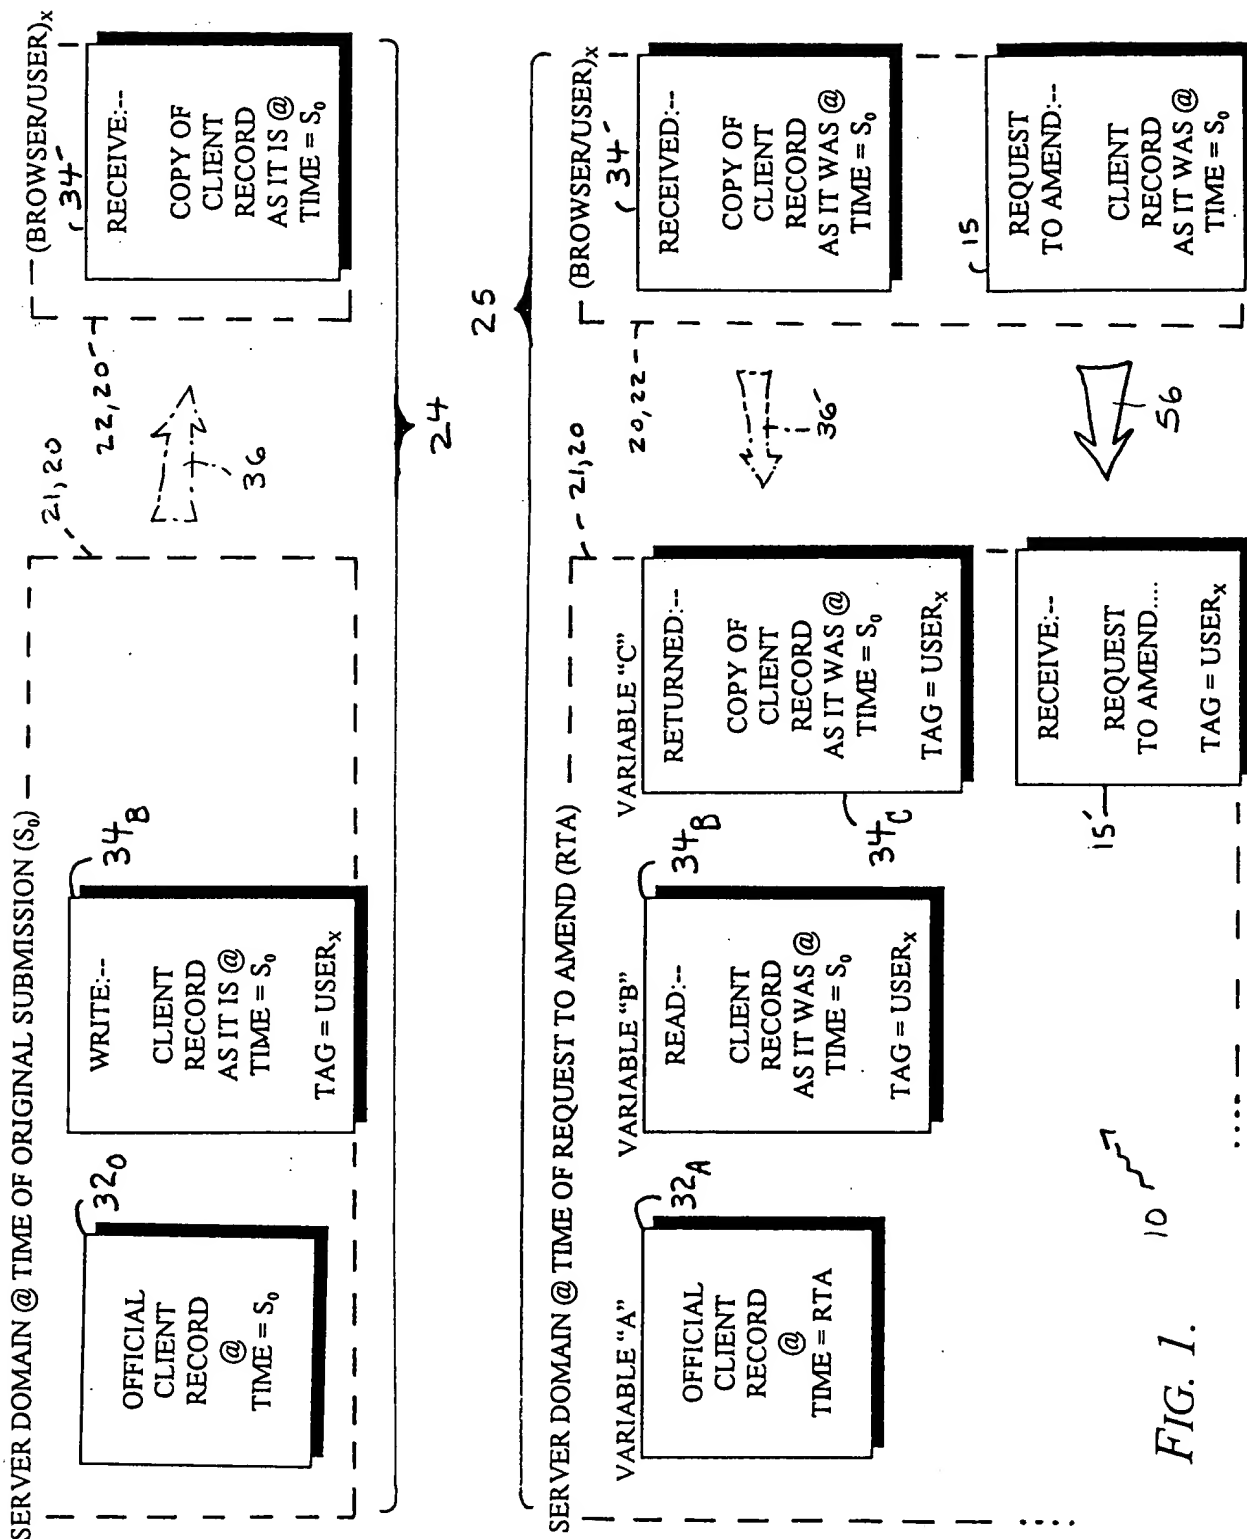 SERVER DOMAIN @ TIME OF ORIGINAL SUBMISSION (S₀)
21,20
(BROWSER/USER)ₓ
22,20′
32₀
OFFICIAL
CLIENT
RECORD
@
TIME = S₀
34_B
WRITE:--
CLIENT
RECORD
AS IT IS @
TIME = S₀
TAG = USERₓ
36
34′
RECEIVE:--
COPY OF
CLIENT
RECORD
AS IT IS @
TIME = S₀
24
25
SERVER DOMAIN @ TIME OF REQUEST TO AMEND (RTA)
21,20
(BROWSER/USER)ₓ
20,22
VARIABLE “A”
32_A
OFFICIAL
CLIENT
RECORD
@
TIME = RTA
VARIABLE “B”
34_B
READ:--
CLIENT
RECORD
AS IT WAS @
TIME = S₀
TAG = USERₓ
VARIABLE “C”
RETURNED:--
COPY OF
CLIENT
RECORD
AS IT WAS @
TIME = S₀
TAG = USERₓ
34_C
36′
34′
RECEIVED:--
COPY OF
CLIENT
RECORD
AS IT WAS @
TIME = S₀
15′
RECEIVE:--
REQUEST
TO AMEND....
TAG = USERₓ
56
15
REQUEST
TO AMEND:--
CLIENT
RECORD
AS IT WAS @
TIME = S₀
10
FIG. 1.